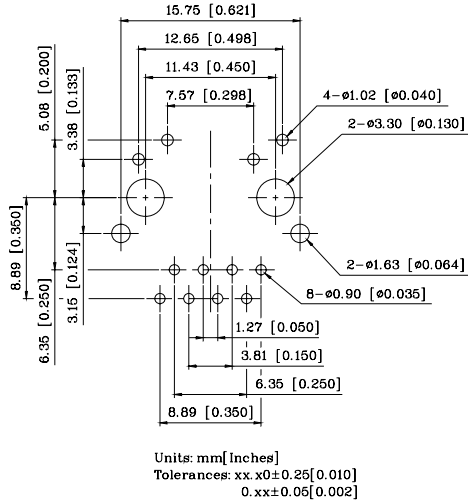 15.75 [0.621]
12.65 [0.498]
11.43 [0.450]
7.57 [0.298]
4-ø1.02 [ø0.040]
2-ø3.30 [ø0.130]
5.08 [0.200]
3.38 [0.133]
8.89 [0.350]
6.35 [0.250]
3.15 [0.124]
2-ø1.63 [ø0.064]
8-ø0.90 [ø0.035]
1.27 [0.050]
3.81 [0.150]
6.35 [0.250]
8.89 [0.350]
Units: mm[Inches]
Tolerances: xx.x0±0.25[0.010]
0.xx±0.05[0.002]